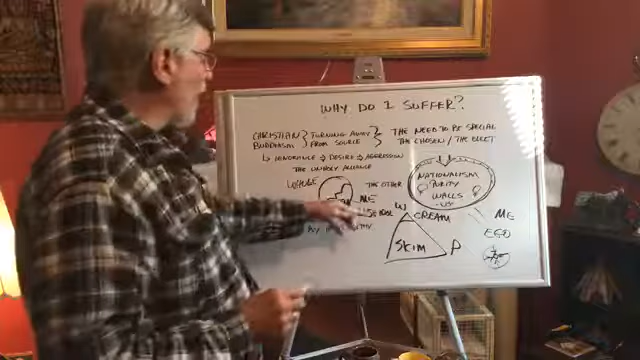 WHY DO I SUFFER?
CHRISTIAN } TURNING AWAY } THE NEED TO BE SPECIAL
BUDDHISM } FROM SOURCE } THE CHOSEN / THE ELECT
↳ IGNORANCE → DESIRE → AGGRESSION
THE UNHOLY ALLIANCE
THE OTHER
ME
NATIONALISM
PURITY
WALLS
W
CREAM
SKIM
P
ME
EGO